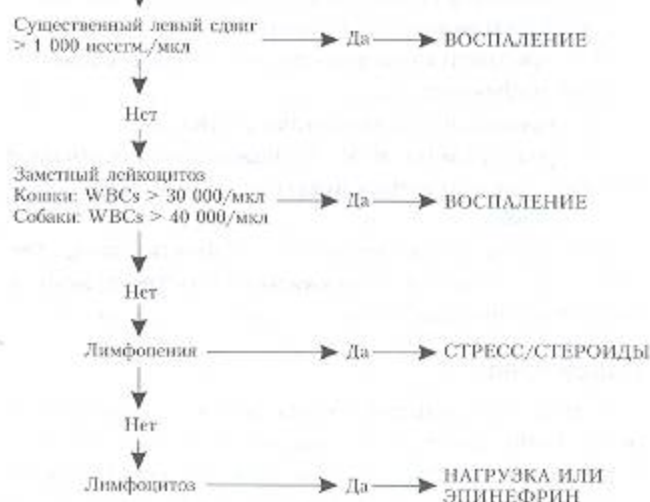 Существенный левый сдвиг
> 1 000 несегм./мкл
Да
ВОСПАЛЕНИЕ
Нет
Заметный лейкоцитоз
Кошки: WBCs > 30 000/мкл
Собаки: WBCs > 40 000/мкл
Да
ВОСПАЛЕНИЕ
Нет
Лимфопения
Да
СТРЕСС/СТЕРОИДЫ
Нет
Лимфоцитоз
Да
НАГРУЗКА ИЛИ
ЭПИНЕФРИН